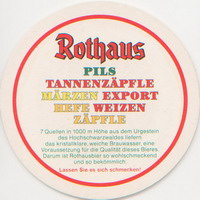 Rothaus
PILS
TANNENZÄPFLE
MÄRZEN EXPORT
HEFE WEIZEN
ZÄPFLE
7 Quellen in 1000 m Höhe aus dem Urgestein
des Hochschwarzwaldes liefern
das kristallklare, weiche Brauwasser, eine
Voraussetzung für die Qualität dieses Bieres.
Darum ist Rothausbier so wohlschmeckend
und so bekömmlich.
Lassen Sie es sich schmecken!